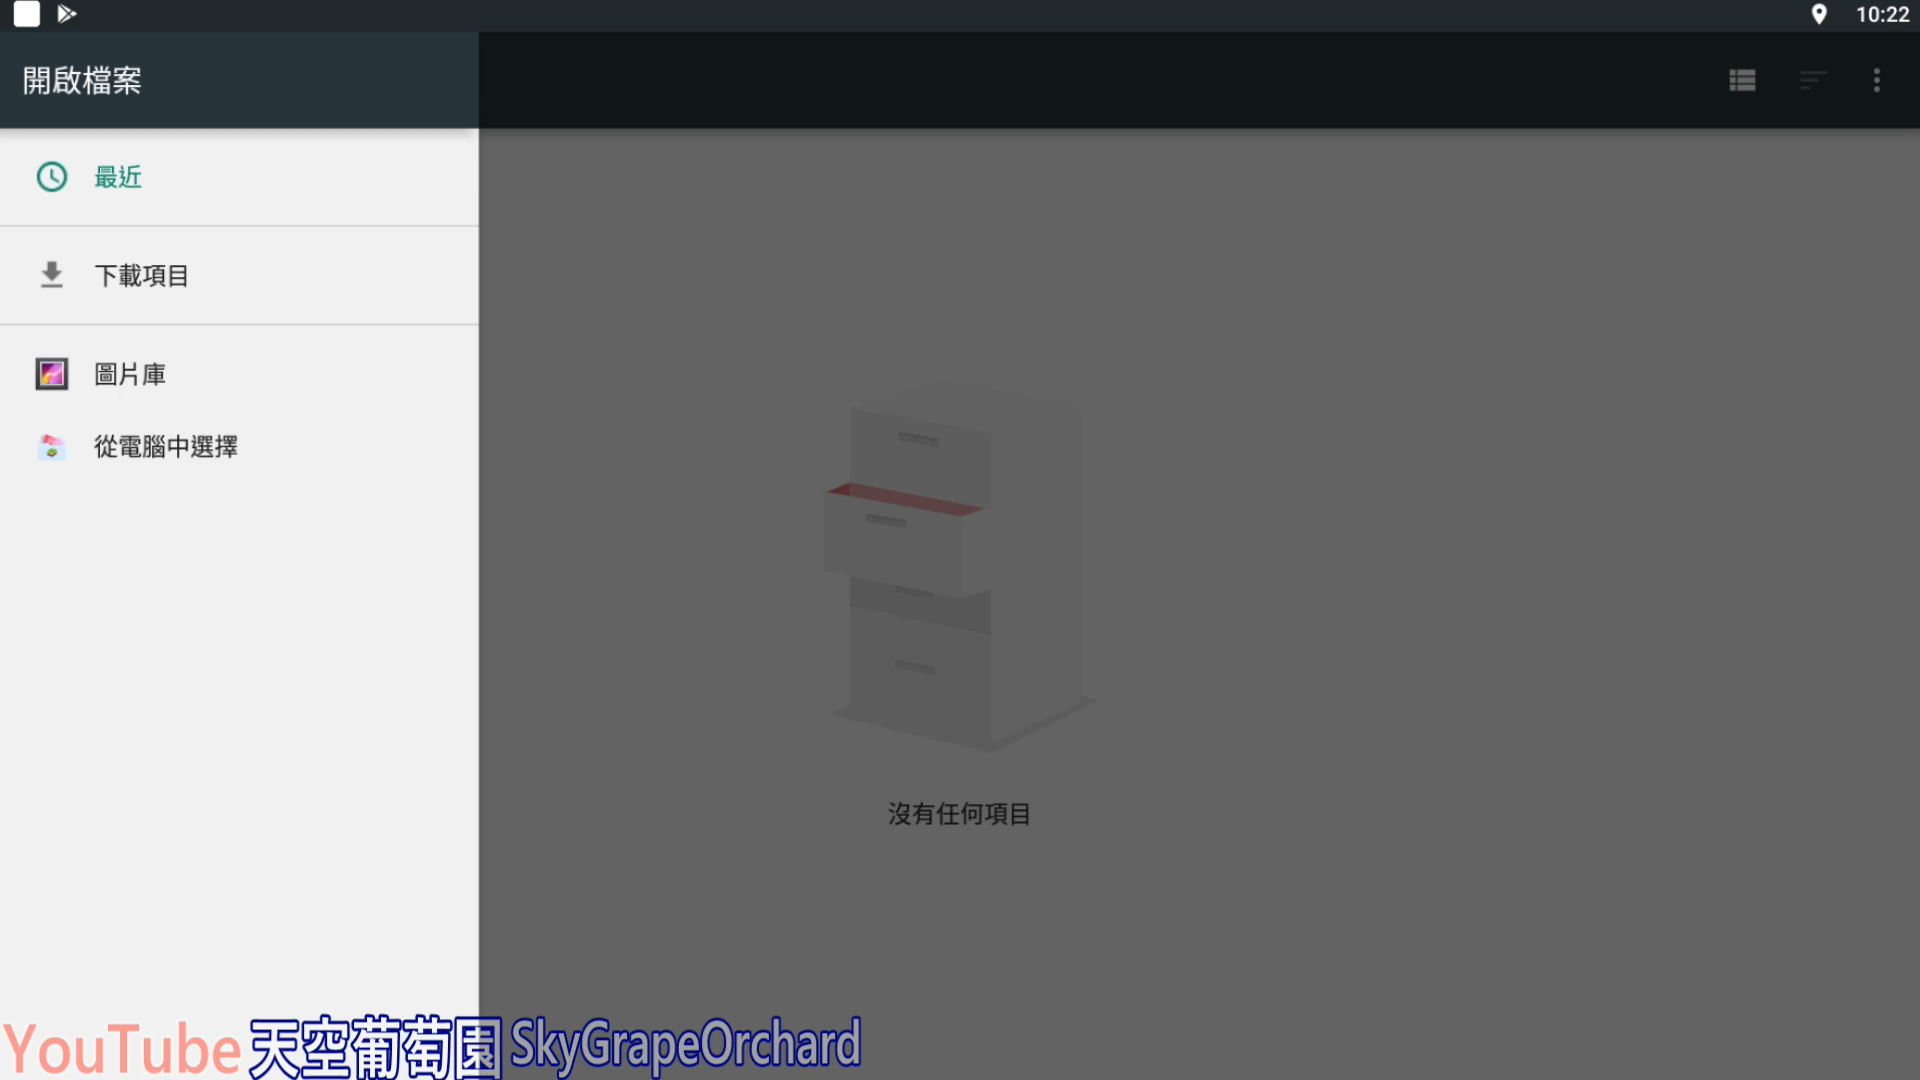 10:22
開啟檔案
最近
下載項目
圖片庫
從電腦中選擇
沒有任何項目
YouTube 天空葡萄園 SkyGrapeOrchard